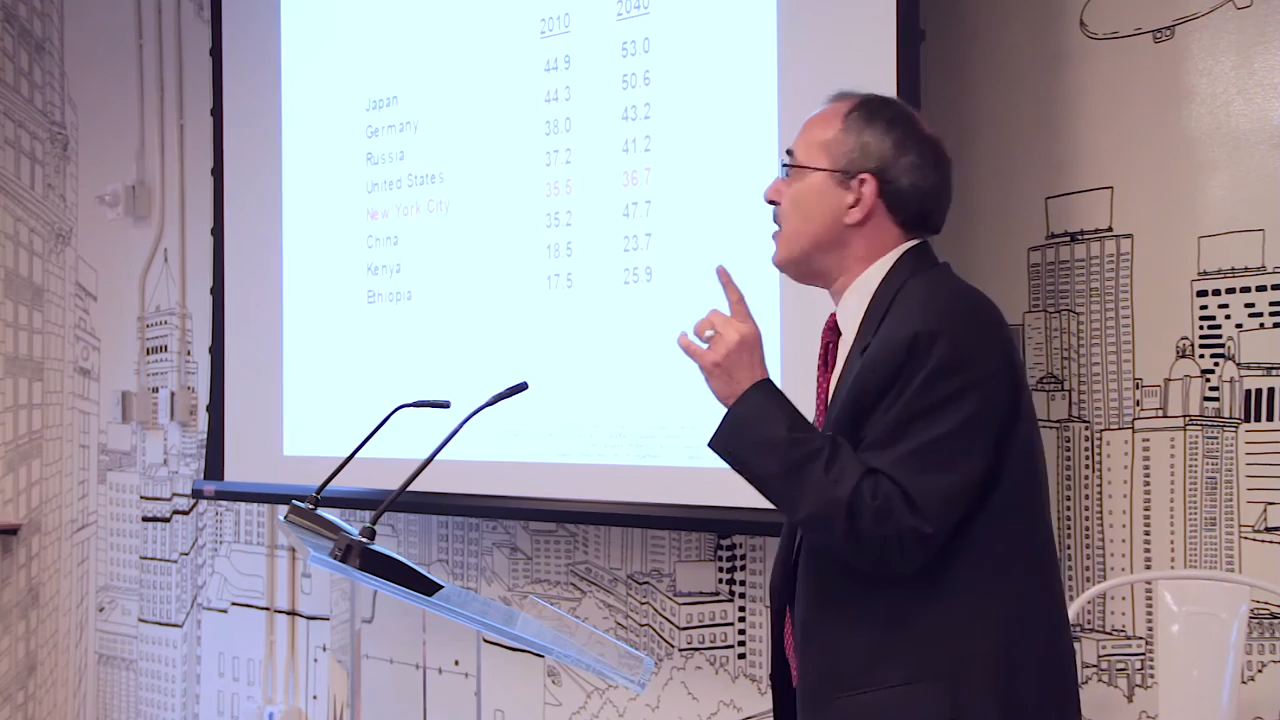 2010 2040
Japan 44.9 53.0
Germany 44.3 50.6
Russia 38.0 43.2
United States 37.2 41.2
New York City 35.5 36.7
China 35.2 47.7
Kenya 18.5 23.7
Ethiopia 17.5 25.9